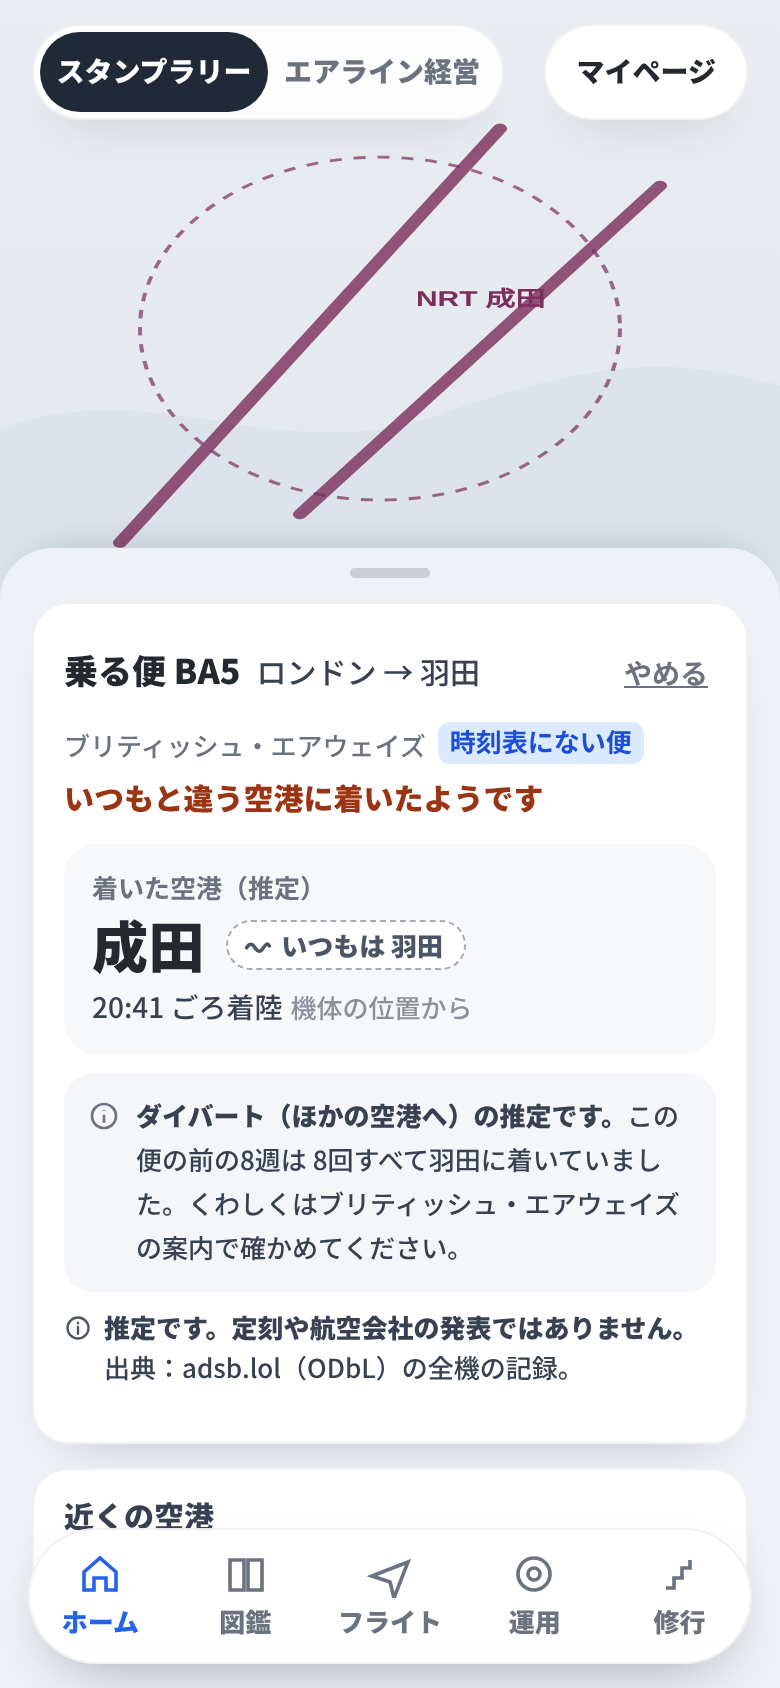 スタンプラリー エアライン経営 マイページ
NRT 成田
乗る便 BA5 ロンドン → 羽田 やめる
ブリティッシュ・エアウェイズ 時刻表にない便
いつもと違う空港に着いたようです
着いた空港（推定）
成田 〜 いつもは 羽田
20:41 ごろ着陸 機体の位置から
ダイバート（ほかの空港へ）の推定です。この
便の前の8週は 8回すべて羽田に着いていまし
た。くわしくはブリティッシュ・エアウェイズ
の案内で確かめてください。
推定です。定刻や航空会社の発表ではありません。
出典：adsb.lol（ODbL）の全機の記録。
近くの空港
ホーム 図鑑 フライト 運用 修行